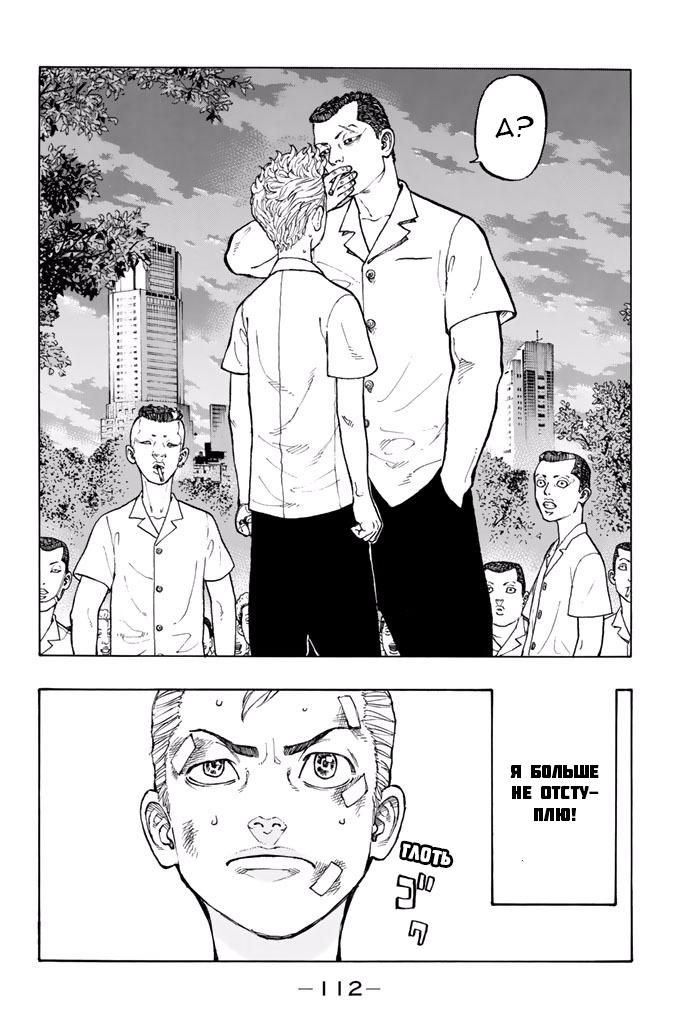 А?
Я БОЛЬШЕ
НЕ ОТСТУ-
ПЛЮ!
ГЛОТЬ
ゴク
—112—